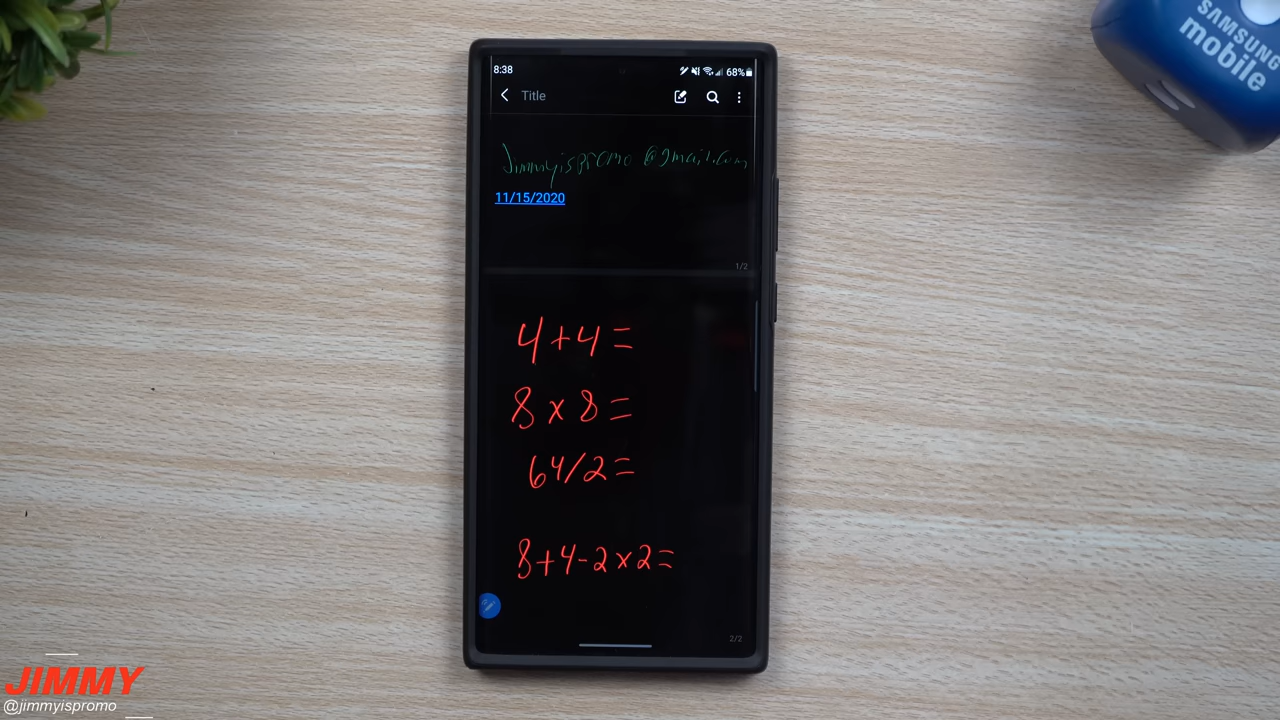 8:38
68%
Title
Jimmyispromo@gmail.com
11/15/2020
1/2
4+4=
8x8=
64/2=
8+4-2x2=
2/2
SAMSUNG
mobile
JIMMY
@jimmyispromo